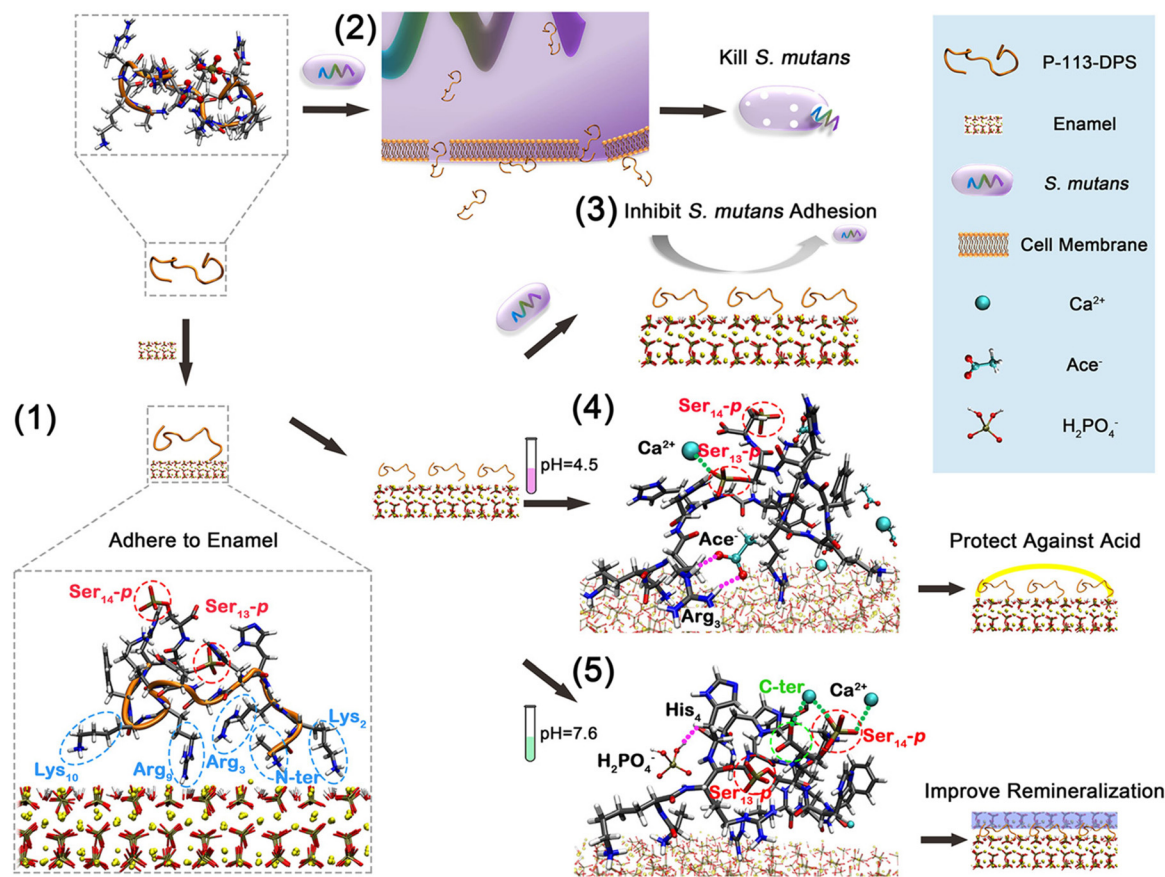 (2)
Kill S. mutans
(3)
Inhibit S. mutans Adhesion
(1)
Adhere to Enamel
Ser₁₄-p
Ser₁₃-p
Lys₁₀
Arg₉
Arg₃
N-ter
Lys₂
pH=4.5
(4)
Ser₁₄-p
Ca²⁺
Ser₁₃-p
Ace⁻
Arg₃
Protect Against Acid
pH=7.6
(5)
C-ter
Ca²⁺
His₄
Ser₁₄-p
H₂PO₄⁻
Ser₁₃-p
Improve Remineralization
P-113-DPS
Enamel
S. mutans
Cell Membrane
Ca²⁺
Ace⁻
H₂PO₄⁻